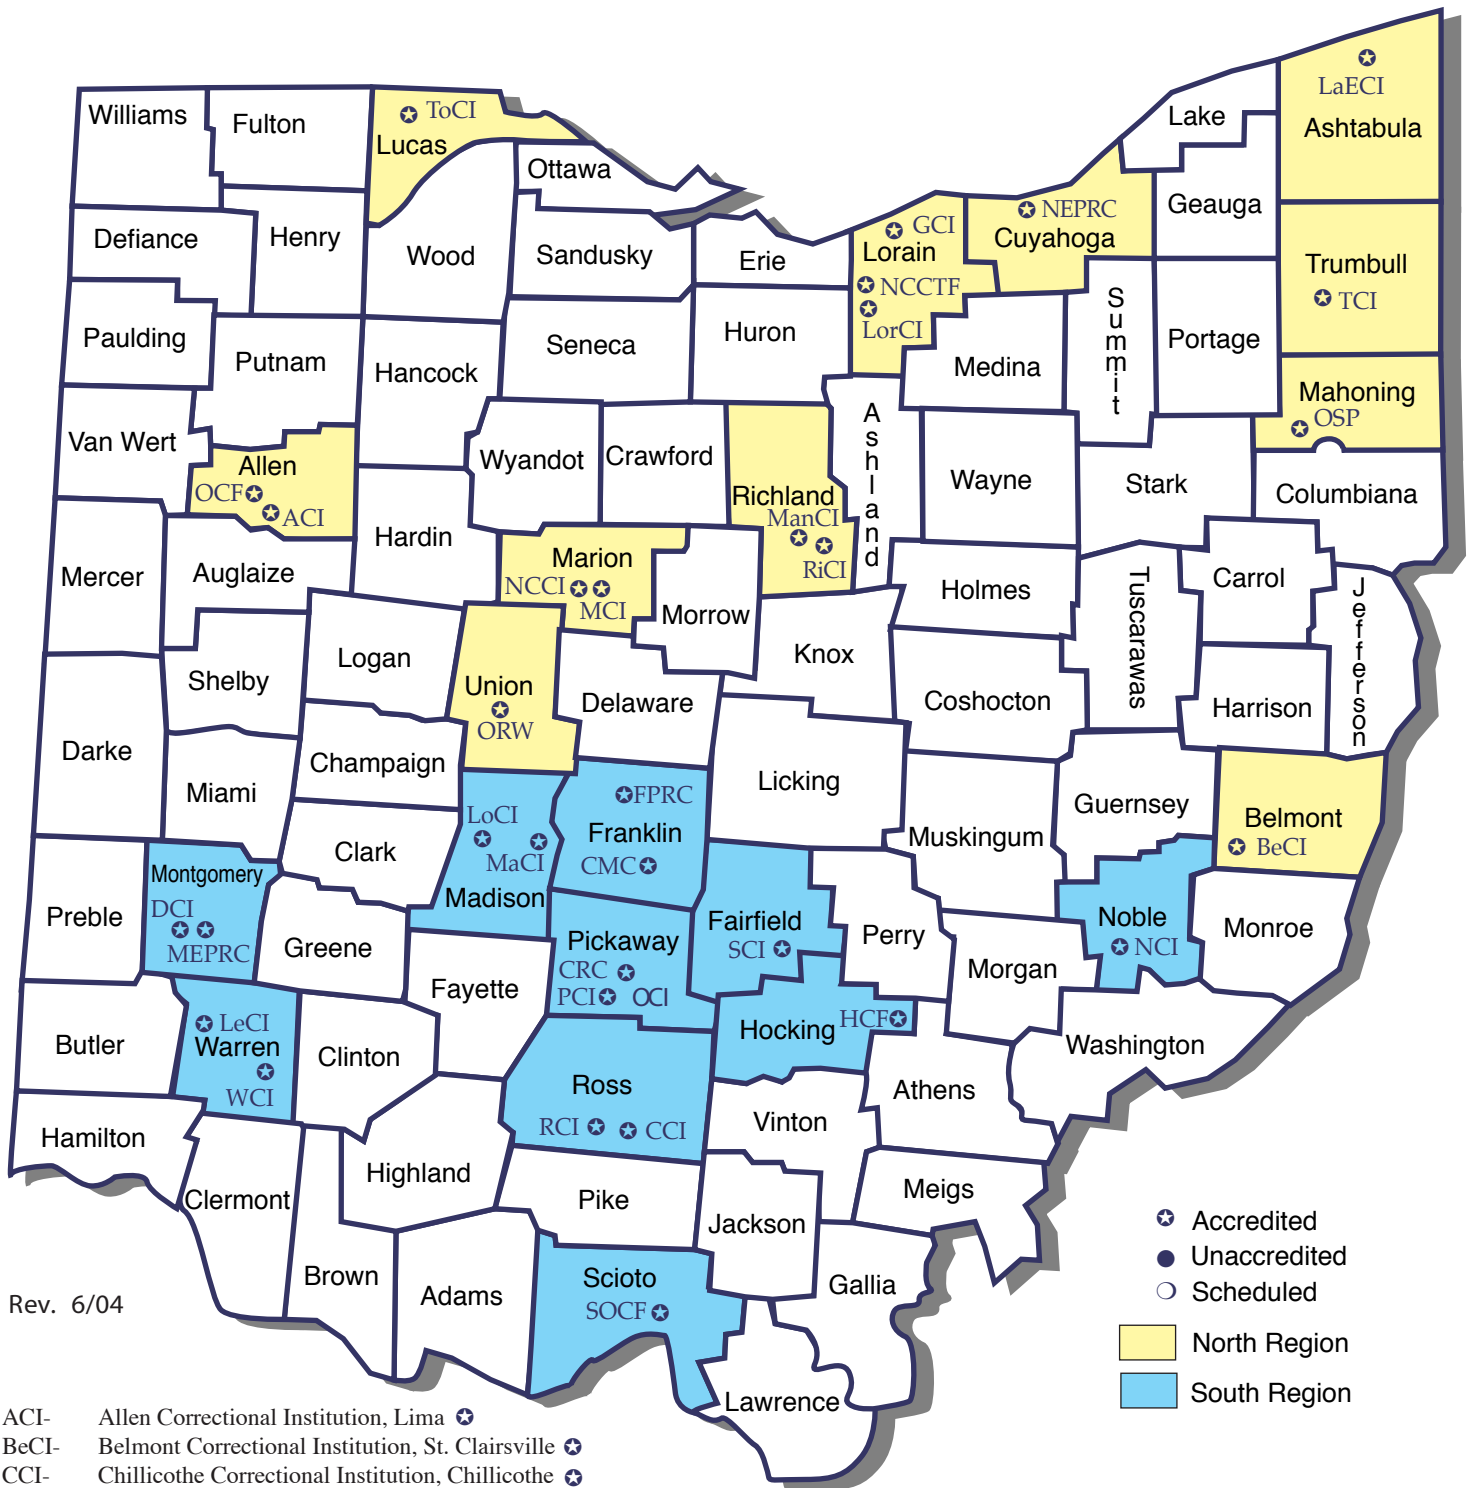 Williams
Fulton
ToCI
Lucas
Ottawa
Lake
LaECI
Ashtabula
Defiance
Henry
Wood
Sandusky
Erie
GCI
Lorain
NCCTF
LorCI
NEPRC
Cuyahoga
Geauga
Trumbull
TCI
Paulding
Putnam
Hancock
Seneca
Huron
Medina
Summit
Portage
Mahoning
OSP
Van Wert
Allen
OCF
ACI
Wyandot
Crawford
Richland
ManCI
RiCI
Ashland
Wayne
Stark
Columbiana
Mercer
Auglaize
Hardin
Marion
NCCI
MCI
Morrow
Holmes
Tuscarawas
Carroll
Jefferson
Shelby
Logan
Union
ORW
Delaware
Knox
Coshocton
Harrison
Darke
Miami
Champaign
Licking
Muskingum
Guernsey
Belmont
BeCI
Clark
LoCI
MaCI
Madison
FPRC
Franklin
CMC
Preble
Montgomery
DCI
MEPRC
Greene
Pickaway
CRC
PCI
OCI
Fairfield
SCI
Perry
Morgan
Noble
NCI
Monroe
Fayette
Butler
LeCI
Warren
WCI
Clinton
Ross
RCI
CCI
Hocking
HCF
Athens
Washington
Vinton
Hamilton
Clermont
Highland
Pike
Jackson
Meigs
Brown
Adams
Scioto
SOCF
Gallia
Lawrence
Accredited
Unaccredited
Scheduled
North Region
South Region
Rev. 6/04
ACI- Allen Correctional Institution, Lima
BeCI- Belmont Correctional Institution, St. Clairsville
CCI- Chillicothe Correctional Institution, Chillicothe